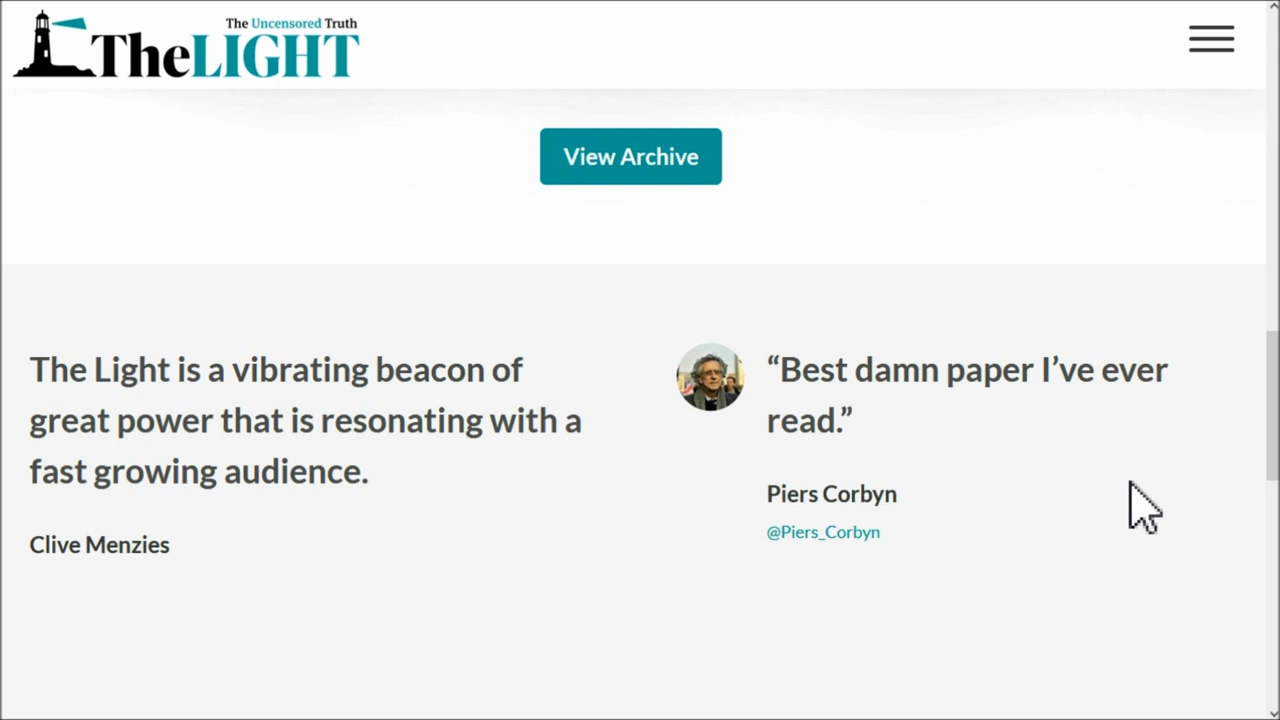 The Uncensored Truth
TheLIGHT
View Archive
The Light is a vibrating beacon of
great power that is resonating with a
fast growing audience.
Clive Menzies
“Best damn paper I’ve ever
read.”
Piers Corbyn
@Piers_Corbyn